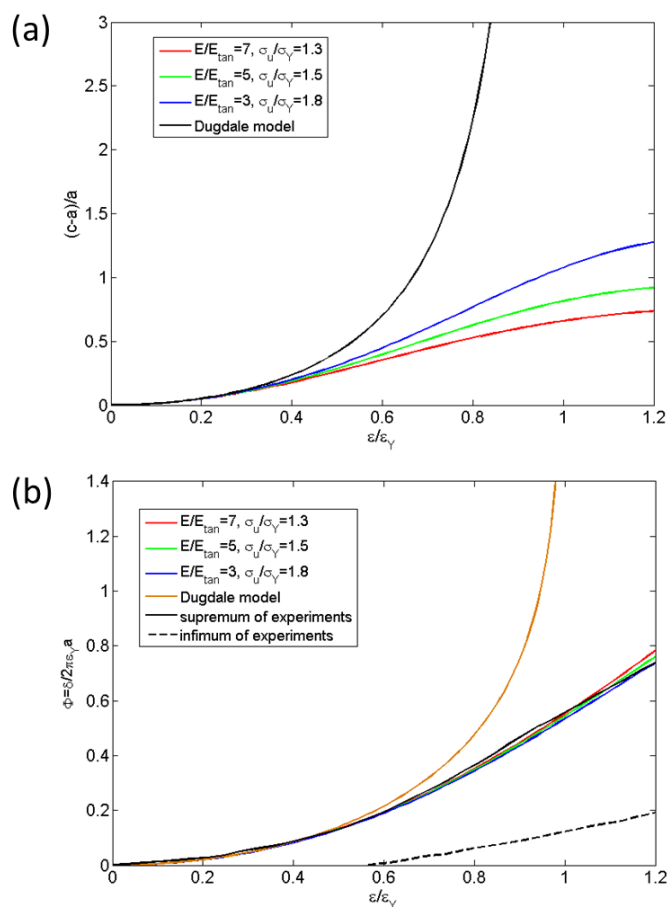 (a)
3
2.5
2
1.5
1
0.5
0
(c-a)/a
E/E_tan=7, σ_u/σ_Y=1.3
E/E_tan=5, σ_u/σ_Y=1.5
E/E_tan=3, σ_u/σ_Y=1.8
Dugdale model
0 0.2 0.4 0.6 0.8 1 1.2
ε/ε_Y
(b)
1.4
1.2
1
0.8
0.6
0.4
0.2
0
Φ=δ/2πε_Y a
E/E_tan=7, σ_u/σ_Y=1.3
E/E_tan=5, σ_u/σ_Y=1.5
E/E_tan=3, σ_u/σ_Y=1.8
Dugdale model
supremum of experiments
infimum of experiments
0 0.2 0.4 0.6 0.8 1 1.2
ε/ε_Y